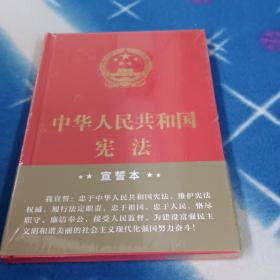 中华人民共和国
宪法
★ 宣誓本 ★
我宣誓：忠于中华人民共和国宪法，维护宪法
权威，履行法定职责，忠于祖国、忠于人民，恪尽
职守、廉洁奉公，接受人民监督，为建设富强民主
文明和谐美丽的社会主义现代化强国努力奋斗！